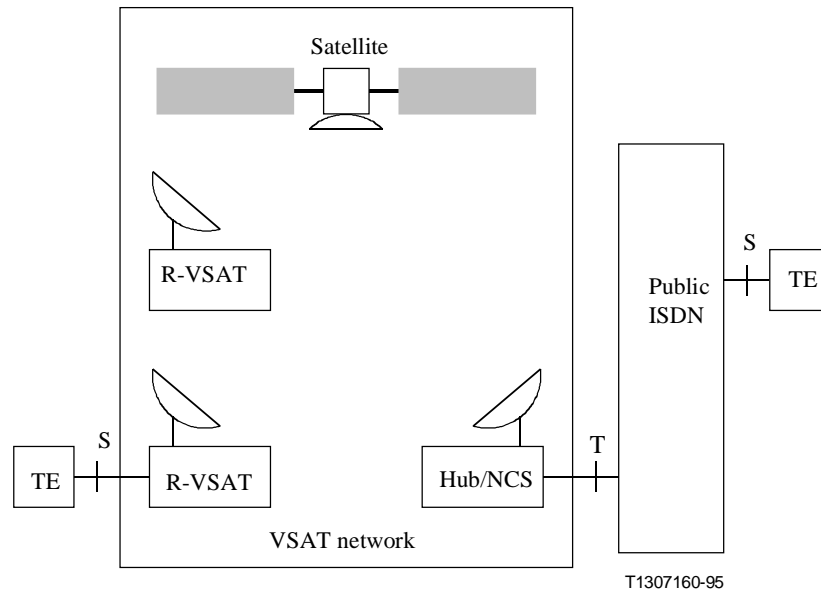 Satellite
R-VSAT
S
TE
Public
ISDN
S
TE
R-VSAT
Hub/NCS
T
VSAT network
T1307160-95